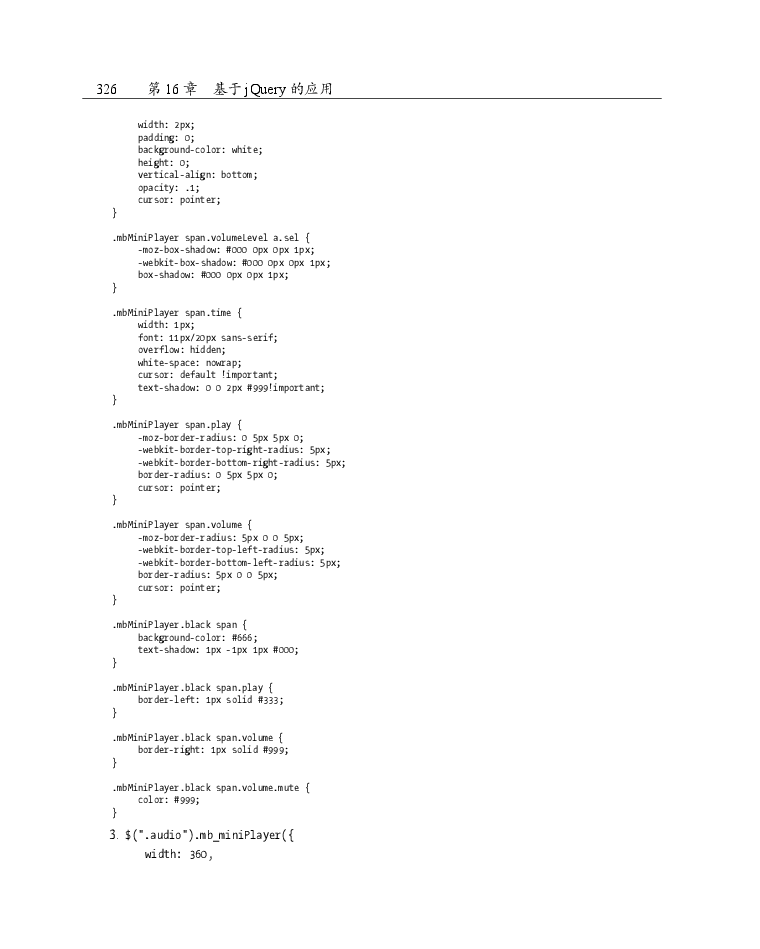 326 第 16 章 基于 jQuery 的应用
width: 2px;
padding: 0;
background-color: white;
height: 0;
vertical-align: bottom;
opacity: .1;
cursor: pointer;
}
.mbMiniPlayer span.volumeLevel a.sel {
-moz-box-shadow: #000 0px 0px 1px;
-webkit-box-shadow: #000 0px 0px 1px;
box-shadow: #000 0px 0px 1px;
}
.mbMiniPlayer span.time {
width: 1px;
font: 11px/20px sans-serif;
overflow: hidden;
white-space: nowrap;
cursor: default !important;
text-shadow: 0 0 2px #999!important;
}
.mbMiniPlayer span.play {
-moz-border-radius: 0 5px 5px 0;
-webkit-border-top-right-radius: 5px;
-webkit-border-bottom-right-radius: 5px;
border-radius: 0 5px 5px 0;
cursor: pointer;
}
.mbMiniPlayer span.volume {
-moz-border-radius: 5px 0 0 5px;
-webkit-border-top-left-radius: 5px;
-webkit-border-bottom-left-radius: 5px;
border-radius: 5px 0 0 5px;
cursor: pointer;
}
.mbMiniPlayer.black span {
background-color: #666;
text-shadow: 1px -1px 1px #000;
}
.mbMiniPlayer.black span.play {
border-left: 1px solid #333;
}
.mbMiniPlayer.black span.volume {
border-right: 1px solid #999;
}
.mbMiniPlayer.black span.volume.mute {
color: #999;
}
3. $(".audio").mb_miniPlayer({
width: 360,